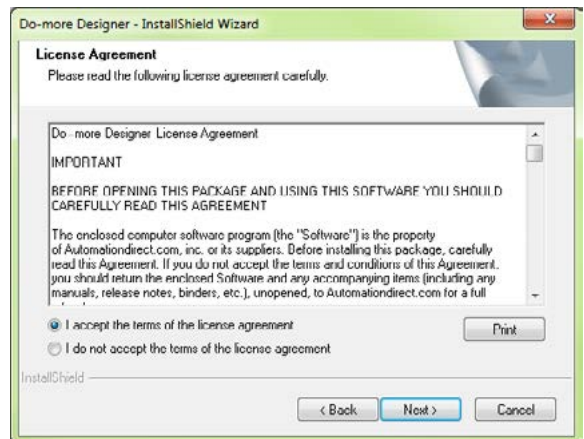 Do-more Designer - InstallShield Wizard
License Agreement
Please read the following license agreement carefully.
Do-more Designer License Agreement
IMPORTANT
BEFORE OPENING THIS PACKAGE AND USING THIS SOFTWARE YOU SHOULD
CAREFULLY READ THIS AGREEMENT
The enclosed computer software program (the "Software") is the property
of Automationdirect.com, inc. or its suppliers. Before installing this package, carefully
read this Agreement. If you do not accept the terms and conditions of this Agreement,
you should return the enclosed Software and any accompanying items (including any
manuals, release notes, binders, etc.), unopened, to Automationdirect.com for a full
I accept the terms of the license agreement
Print
I do not accept the terms of the license agreement
InstallShield
< Back
Next >
Cancel